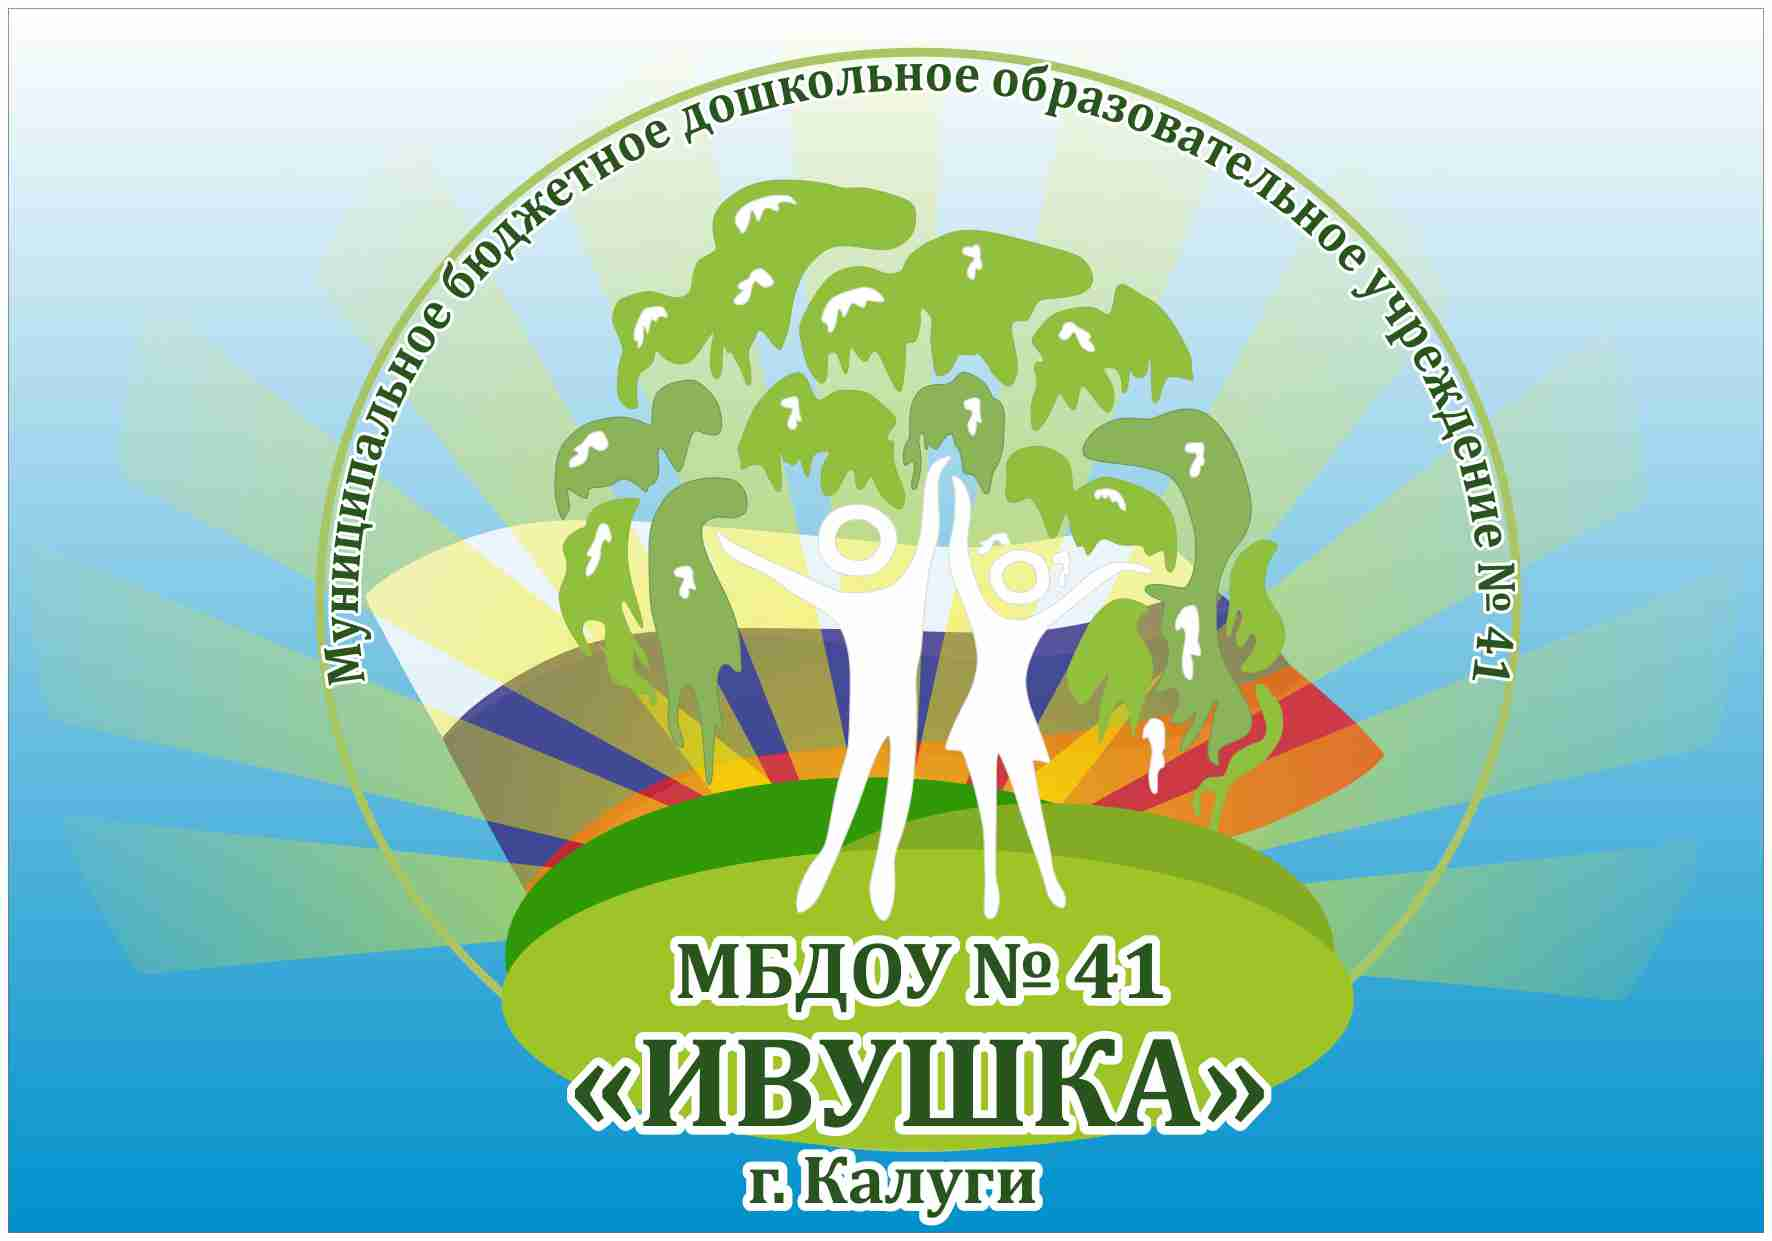 Муниципальное бюджетное дошкольное образовательное учреждение № 41
МБДОУ № 41
«ИВУШКА»
г. Калуги